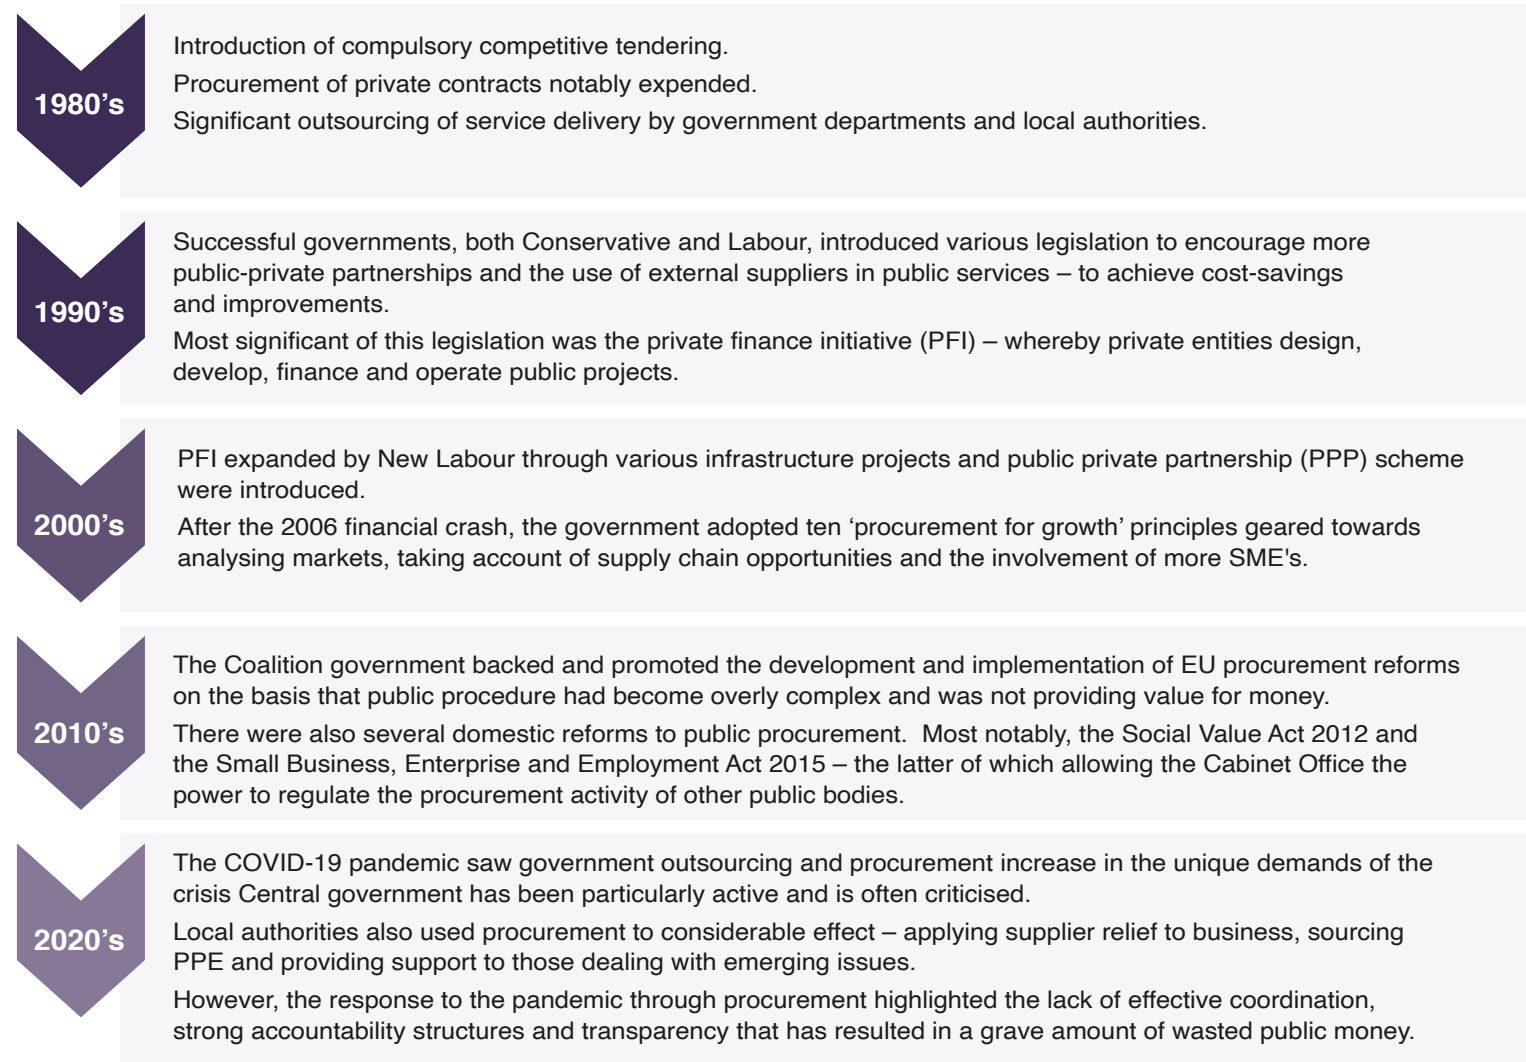 1980’s
Introduction of compulsory competitive tendering.
Procurement of private contracts notably expended.
Significant outsourcing of service delivery by government departments and local authorities.
1990’s
Successful governments, both Conservative and Labour, introduced various legislation to encourage more
public-private partnerships and the use of external suppliers in public services – to achieve cost-savings
and improvements.
Most significant of this legislation was the private finance initiative (PFI) – whereby private entities design,
develop, finance and operate public projects.
2000’s
PFI expanded by New Labour through various infrastructure projects and public private partnership (PPP) scheme
were introduced.
After the 2006 financial crash, the government adopted ten ‘procurement for growth’ principles geared towards
analysing markets, taking account of supply chain opportunities and the involvement of more SME's.
2010’s
The Coalition government backed and promoted the development and implementation of EU procurement reforms
on the basis that public procedure had become overly complex and was not providing value for money.
There were also several domestic reforms to public procurement.  Most notably, the Social Value Act 2012 and
the Small Business, Enterprise and Employment Act 2015 – the latter of which allowing the Cabinet Office the
power to regulate the procurement activity of other public bodies.
2020’s
The COVID-19 pandemic saw government outsourcing and procurement increase in the unique demands of the
crisis Central government has been particularly active and is often criticised.
Local authorities also used procurement to considerable effect – applying supplier relief to business, sourcing
PPE and providing support to those dealing with emerging issues.
However, the response to the pandemic through procurement highlighted the lack of effective coordination,
strong accountability structures and transparency that has resulted in a grave amount of wasted public money.